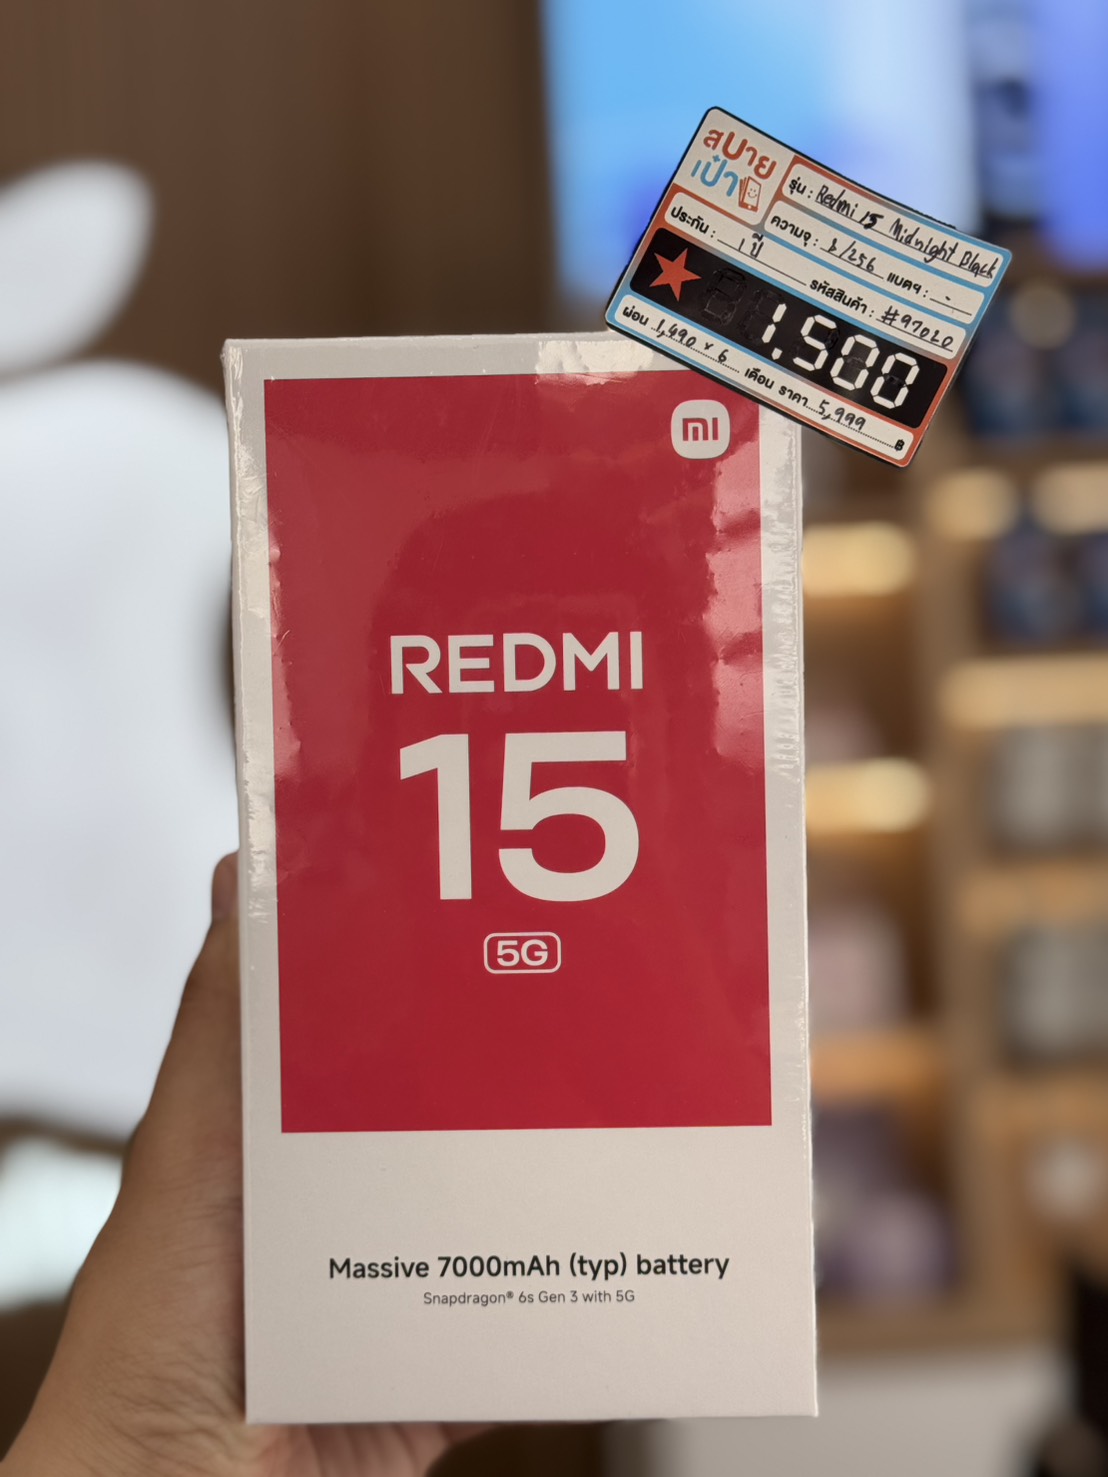 สบาย
เป๋า
รุ่น : Redmi 15 Midnight Black
ประกัน : 1 ปี
ความจุ : 8/256 แบตฯ : -
รหัสสินค้า : #97020
1,500
ผ่อน 1,490 × 6 เดือน ราคา 5,999 ฿
mi
REDMI
15
5G
Massive 7000mAh (typ) battery
Snapdragon® 6s Gen 3 with 5G